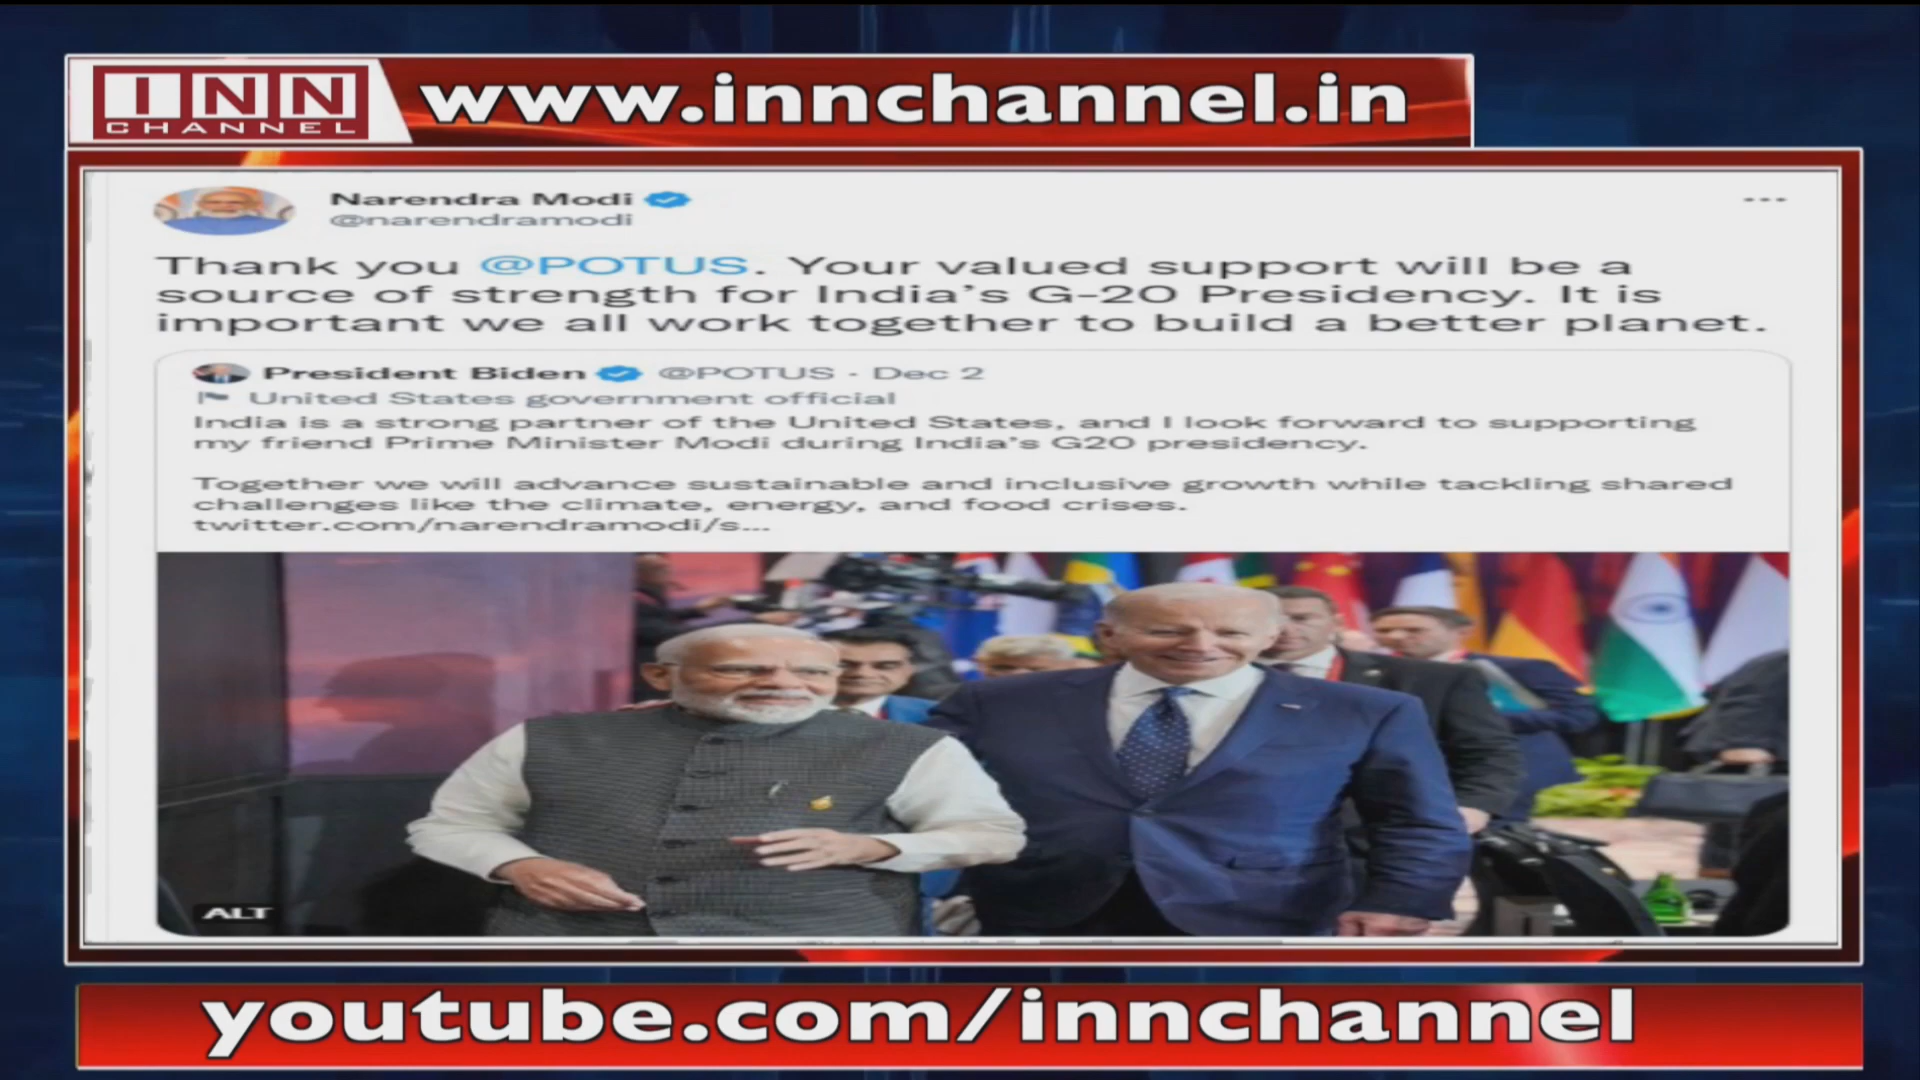 INN
CHANNEL
www.innchannel.in
Narendra Modi
@narendramodi
Thank you @POTUS. Your valued support will be a
source of strength for India's G-20 Presidency. It is
important we all work together to build a better planet.
President Biden @POTUS · Dec 2
United States government official
India is a strong partner of the United States, and I look forward to supporting
my friend Prime Minister Modi during India's G20 presidency.
Together we will advance sustainable and inclusive growth while tackling shared
challenges like the climate, energy, and food crises.
twitter.com/narendramodi/s...
ALT
youtube.com/innchannel